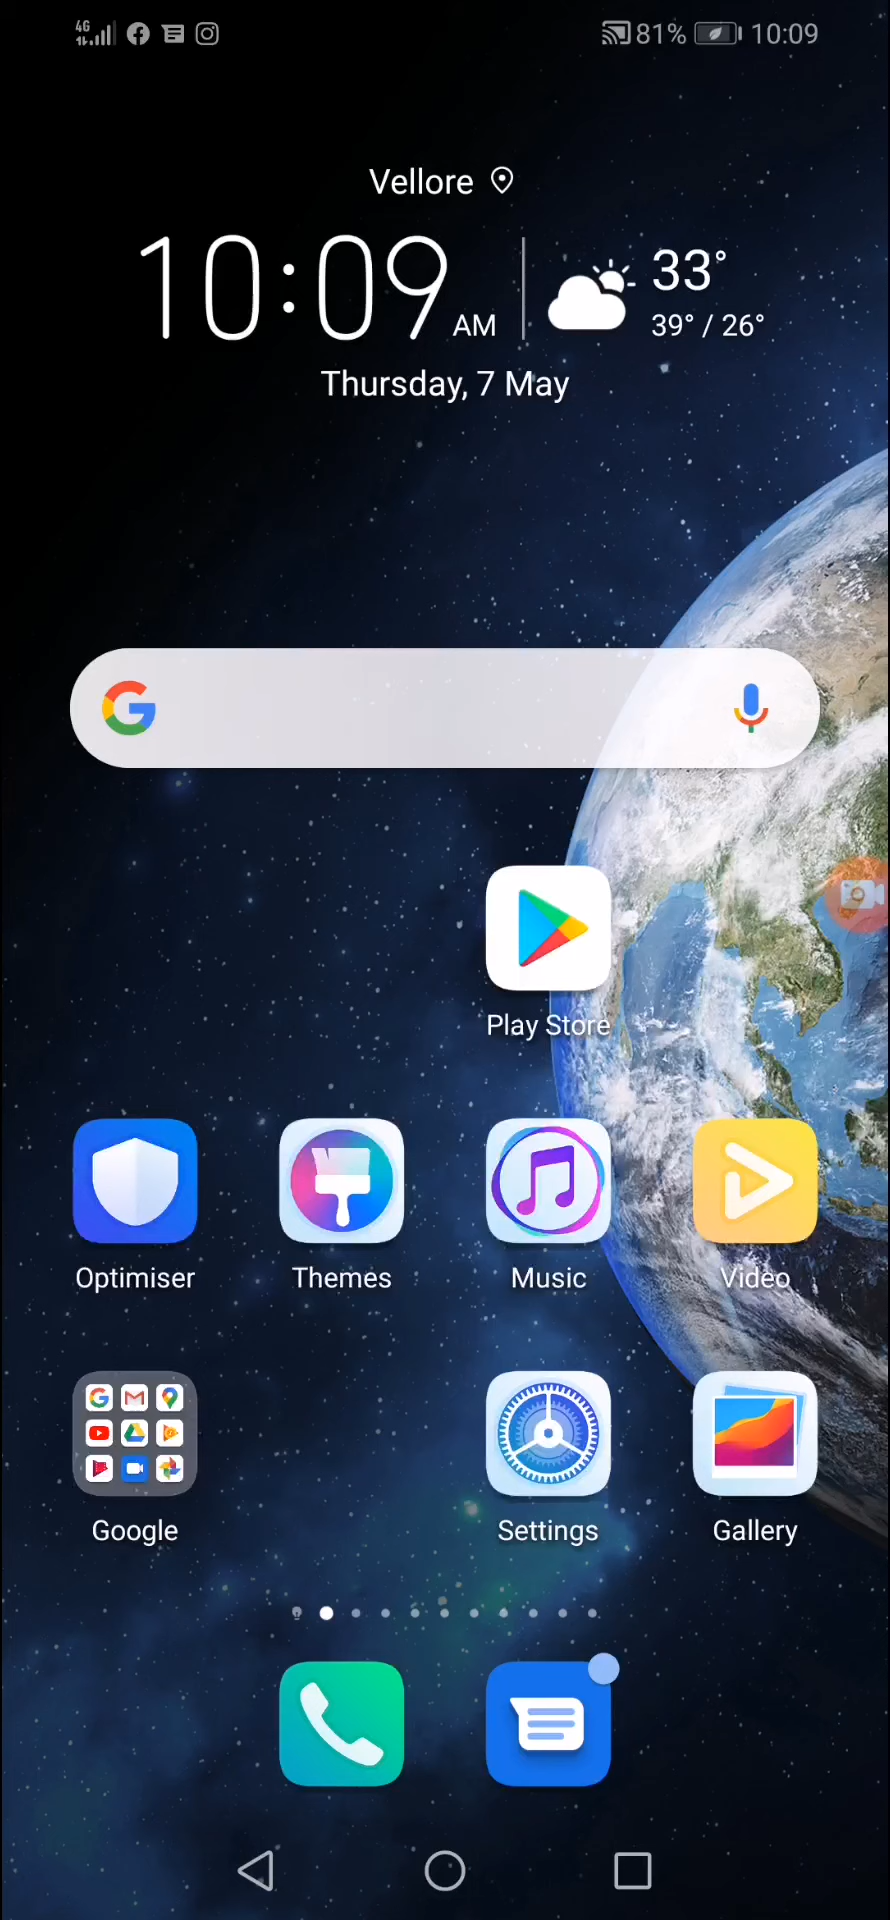 4G 81% 10:09
Vellore
10:09 AM 33°
39° / 26°
Thursday, 7 May
Play Store
Optimiser Themes Music Video
Google Settings Gallery